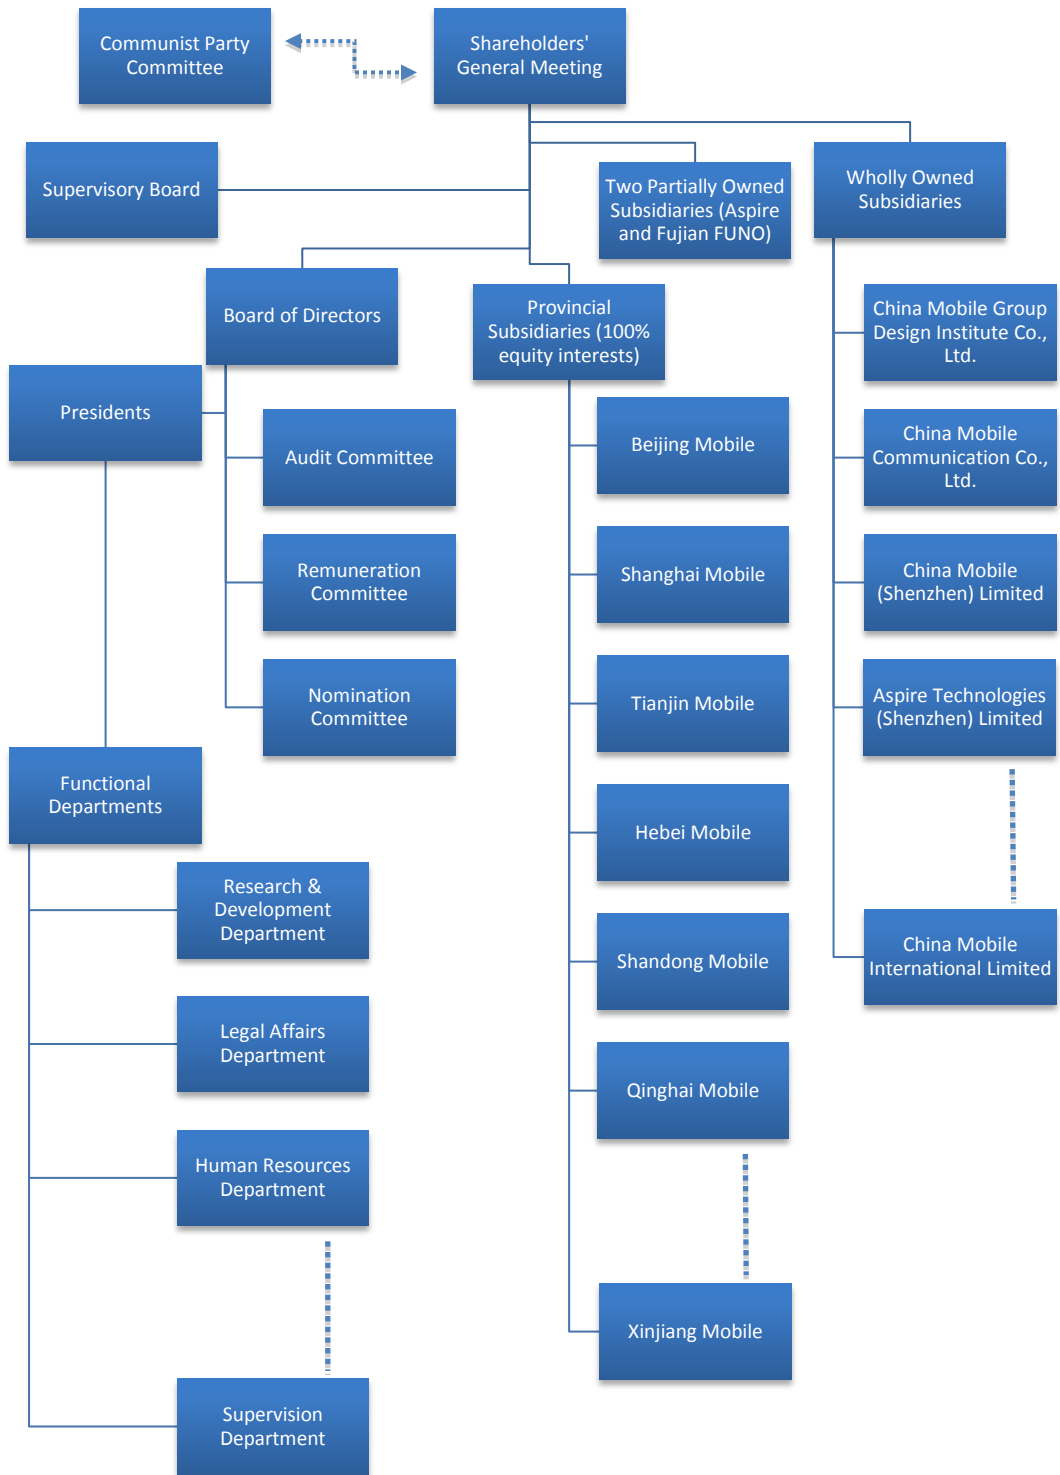 Communist Party
Committee
Shareholders'
General Meeting
Supervisory Board
Two Partially Owned
Subsidiaries (Aspire
and Fujian FUNO)
Wholly Owned
Subsidiaries
Board of Directors
Provincial
Subsidiaries (100%
equity interests)
China Mobile Group
Design Institute Co.,
Ltd.
Presidents
Audit Committee
Beijing Mobile
China Mobile
Communication Co.,
Ltd.
Remuneration
Committee
Shanghai Mobile
China Mobile
(Shenzhen) Limited
Nomination
Committee
Tianjin Mobile
Aspire Technologies
(Shenzhen) Limited
Functional
Departments
Hebei Mobile
Research &
Development
Department
Shandong Mobile
China Mobile
International Limited
Legal Affairs
Department
Qinghai Mobile
Human Resources
Department
Xinjiang Mobile
Supervision
Department